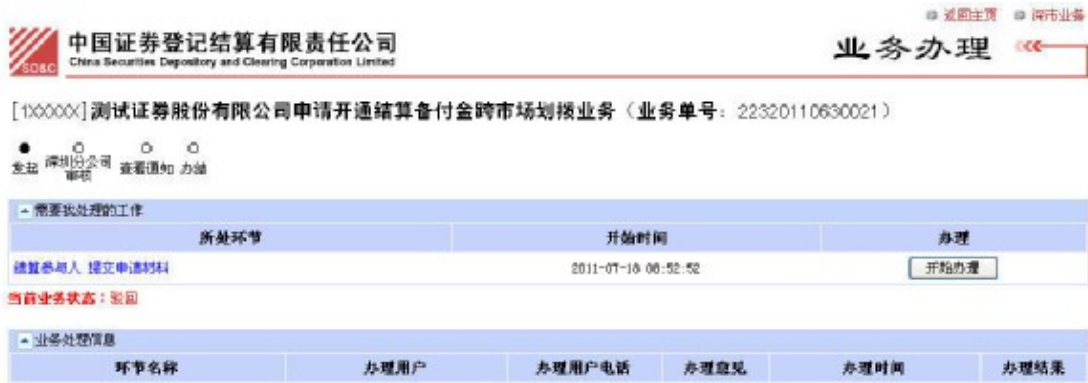 返回主页 深市业务
SD&C
中国证券登记结算有限责任公司
China Securities Depository and Clearing Corporation Limited
业务办理
[1XXXXX]测试证券股份有限公司申请开通结算备付金跨市场划拨业务（业务单号：22320110630021）
发起 深圳分公司审核 查看通知 办结
需要我处理的工作
所处环节 开始时间 办理
结算参与人 提交申请材料 2011-07-18 08:52:52 开始办理
当前业务状态：驳回
业务处理信息
环节名称 办理用户 办理用户电话 办理意见 办理时间 办理结果